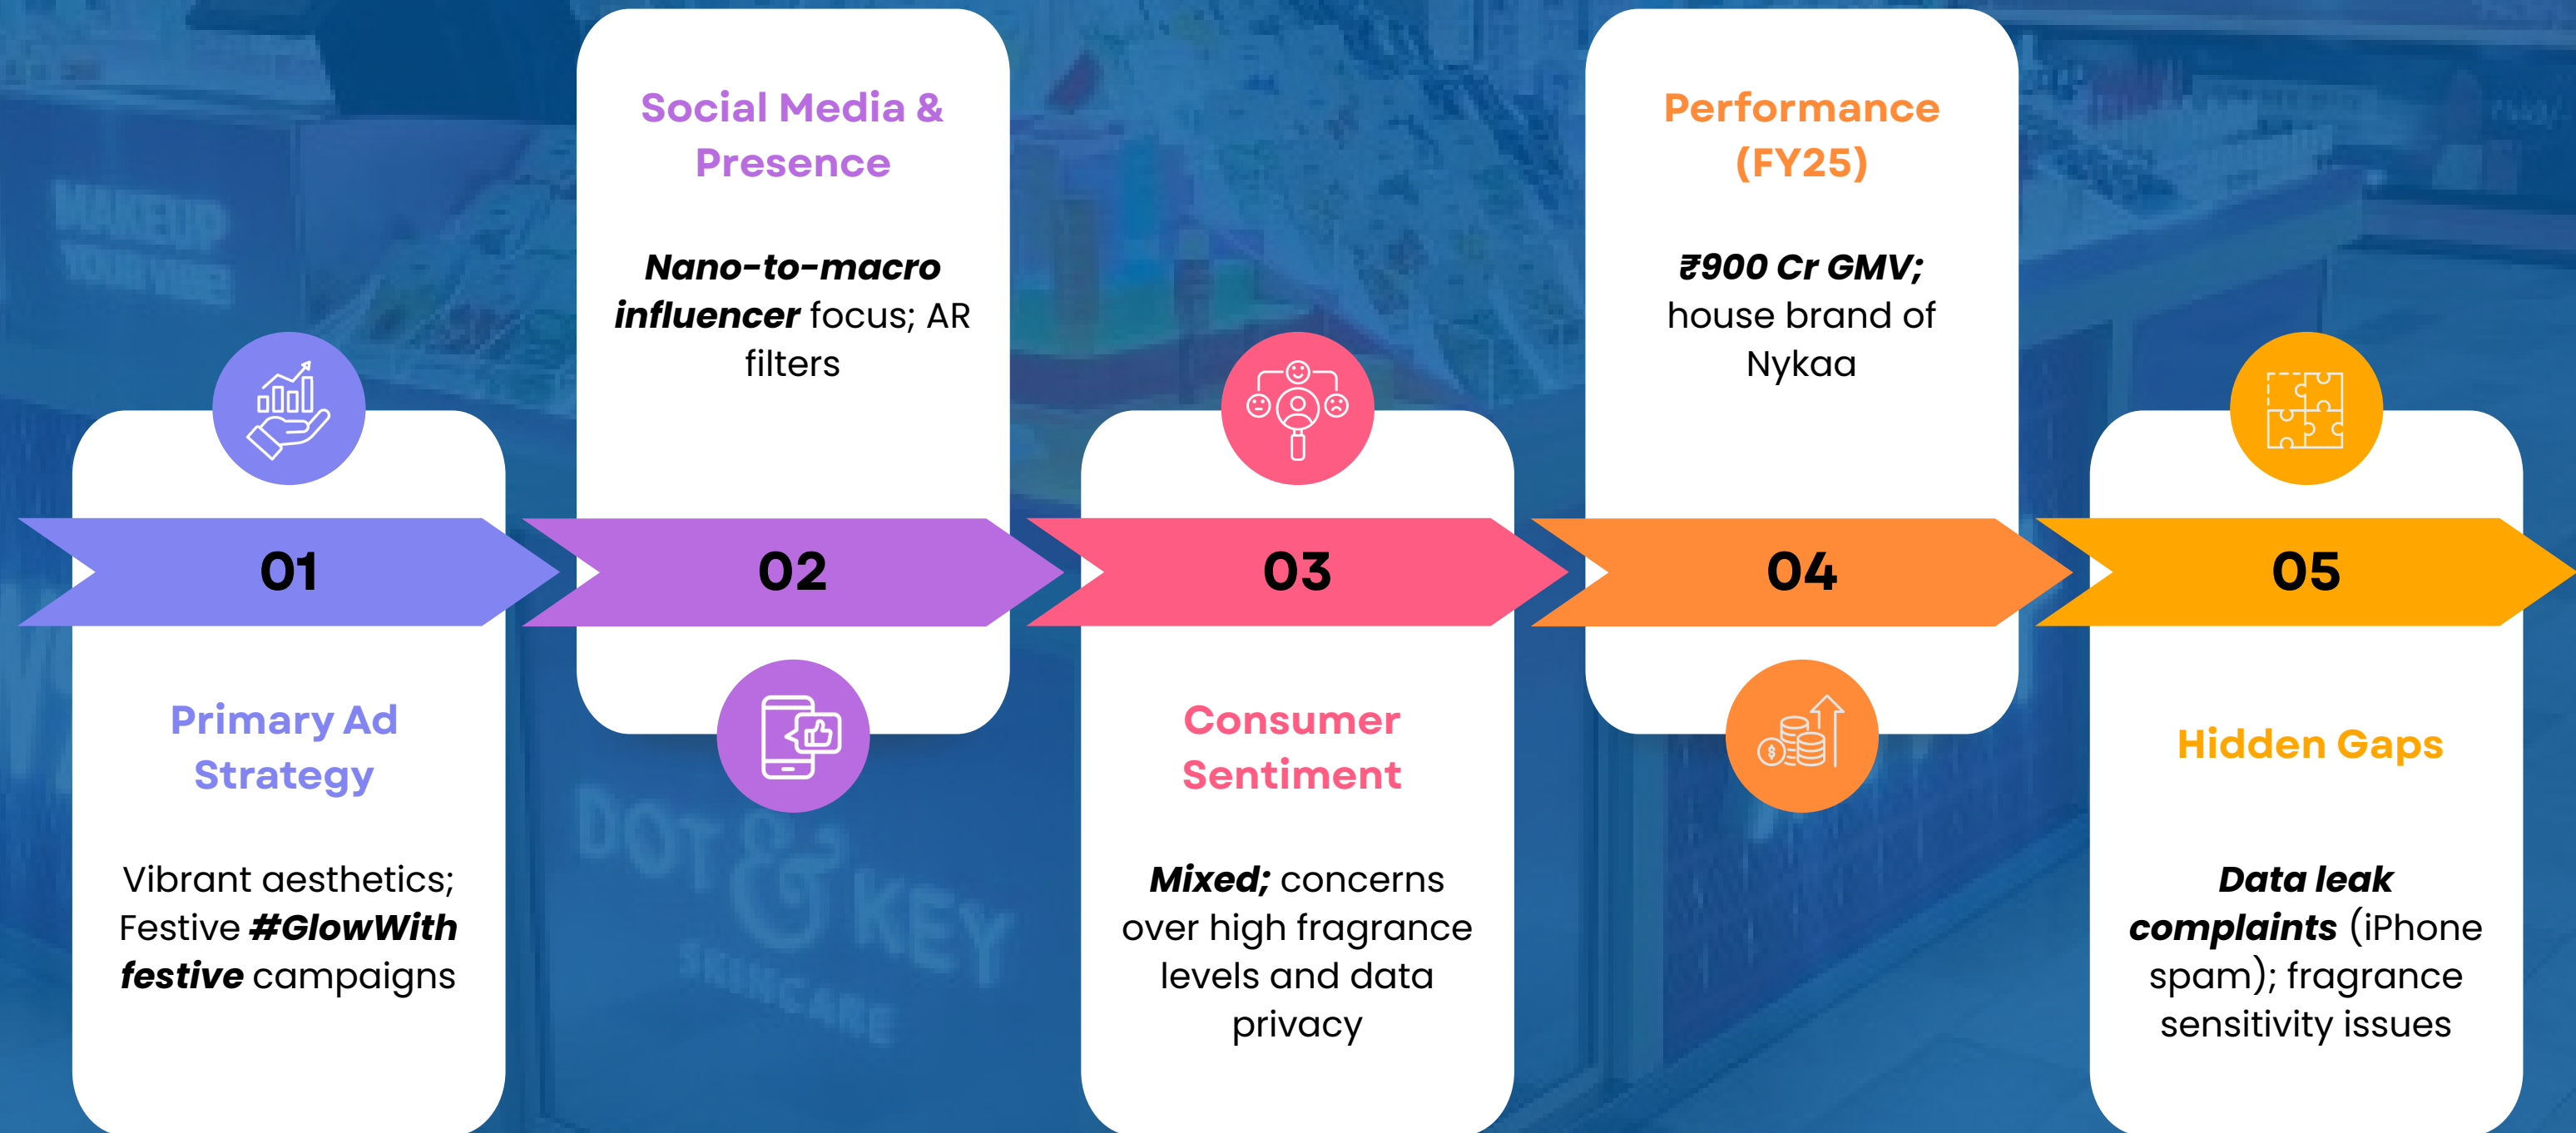 01
Primary Ad
Strategy
Vibrant aesthetics;
Festive #GlowWith
festive campaigns
Social Media &
Presence
Nano-to-macro
influencer focus; AR
filters
02
03
Consumer
Sentiment
Mixed; concerns
over high fragrance
levels and data
privacy
Performance
(FY25)
₹900 Cr GMV;
house brand of
Nykaa
04
05
Hidden Gaps
Data leak
complaints (iPhone
spam); fragrance
sensitivity issues
MAKEUP
YOUR VIBE
DOT & KEY
SKINCARE
$